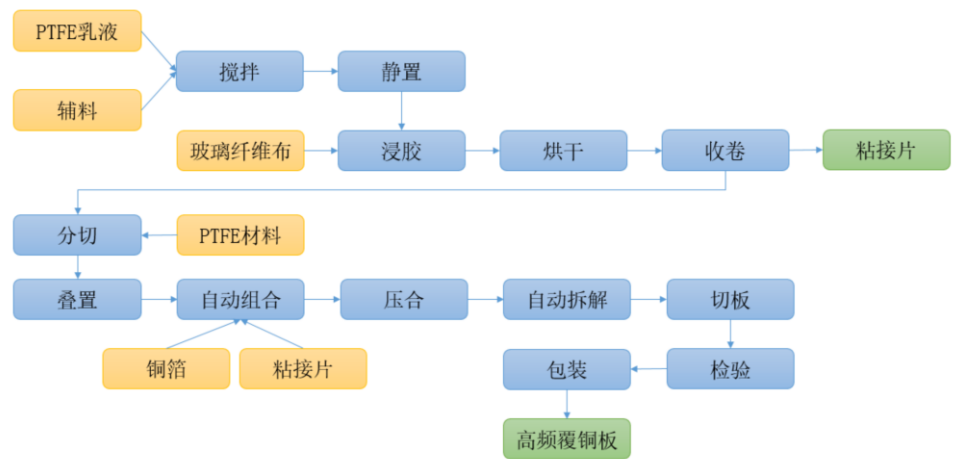 PTFE乳液
搅拌
静置
辅料
玻璃纤维布
浸胶
烘干
收卷
粘接片
分切
PTFE材料
叠置
自动组合
压合
自动拆解
切板
铜箔
粘接片
包装
检验
高频覆铜板